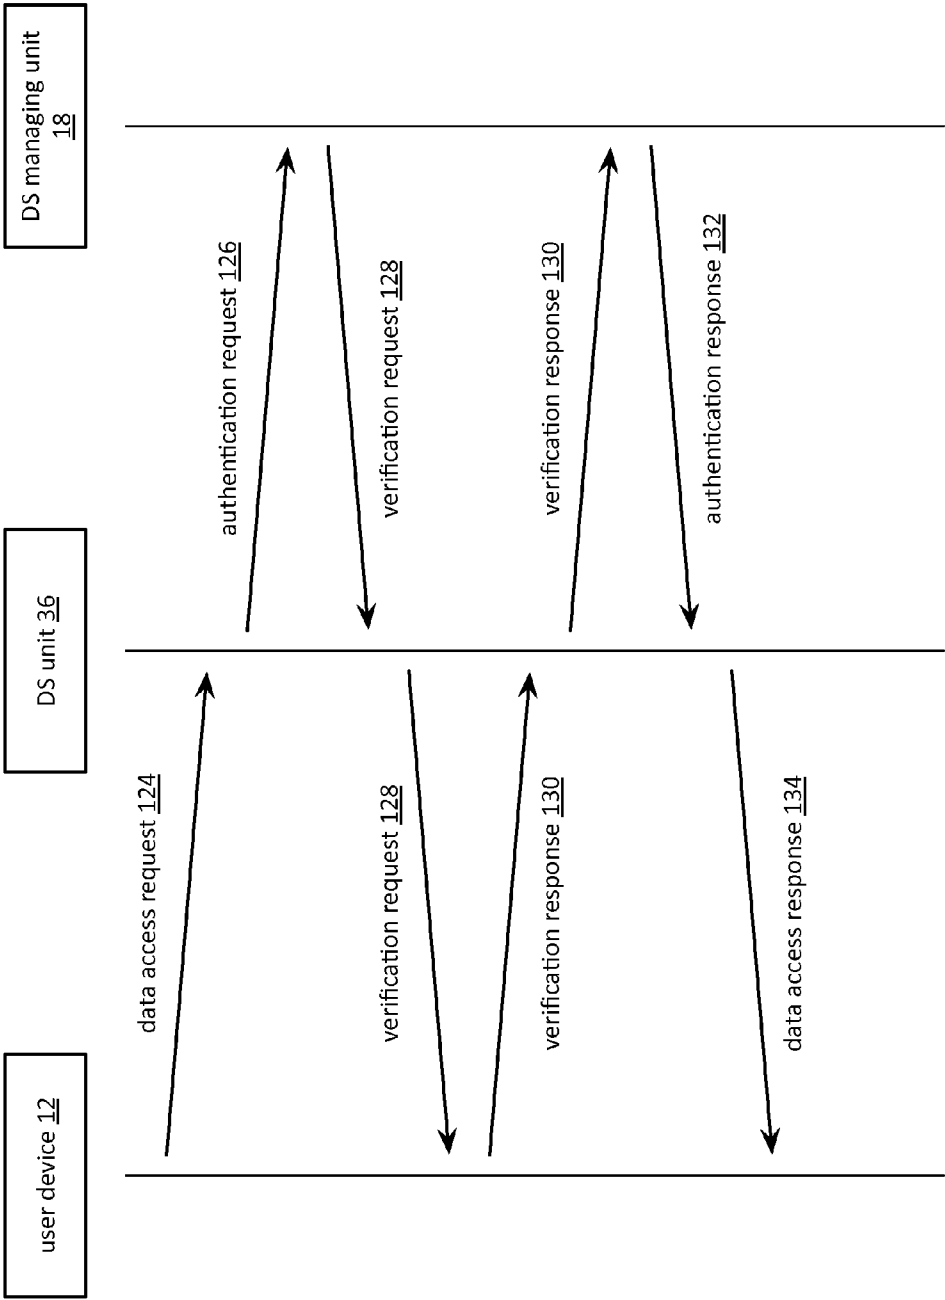 user device 12
DS unit 36
DS managing unit
18
data access request 124
authentication request 126
verification request 128
verification request 128
verification response 130
verification response 130
authentication response 132
data access response 134